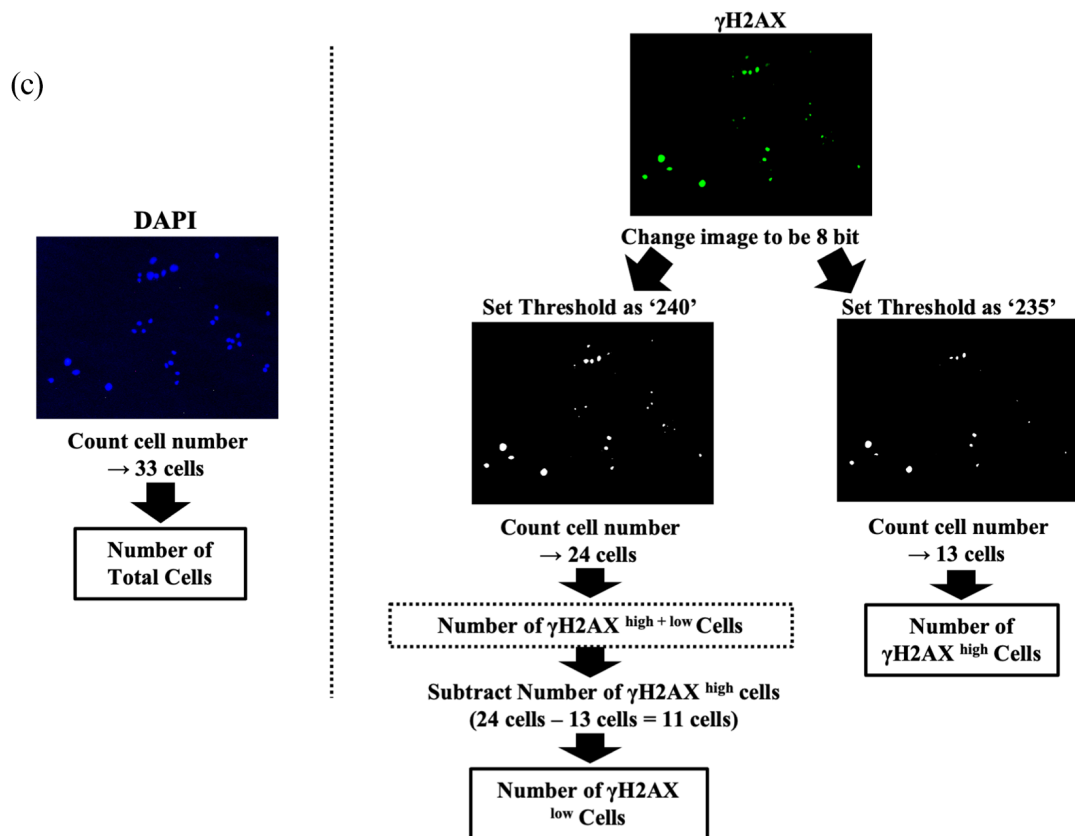 (c)
DAPI
Count cell number
→ 33 cells
Number of
Total Cells
γH2AX
Change image to be 8 bit
Set Threshold as ‘240’
Count cell number
→ 24 cells
Number of γH2AX high + low Cells
Subtract Number of γH2AX high cells
(24 cells – 13 cells = 11 cells)
Number of γH2AX
low Cells
Set Threshold as ‘235’
Count cell number
→ 13 cells
Number of
γH2AX high Cells